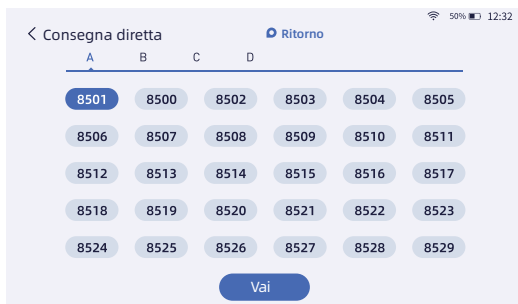 50% 12:32
Consegna diretta Ritorno
A B C D
8501 8500 8502 8503 8504 8505
8506 8507 8508 8509 8510 8511
8512 8513 8514 8515 8516 8517
8518 8519 8520 8521 8522 8523
8524 8525 8526 8527 8528 8529
Vai